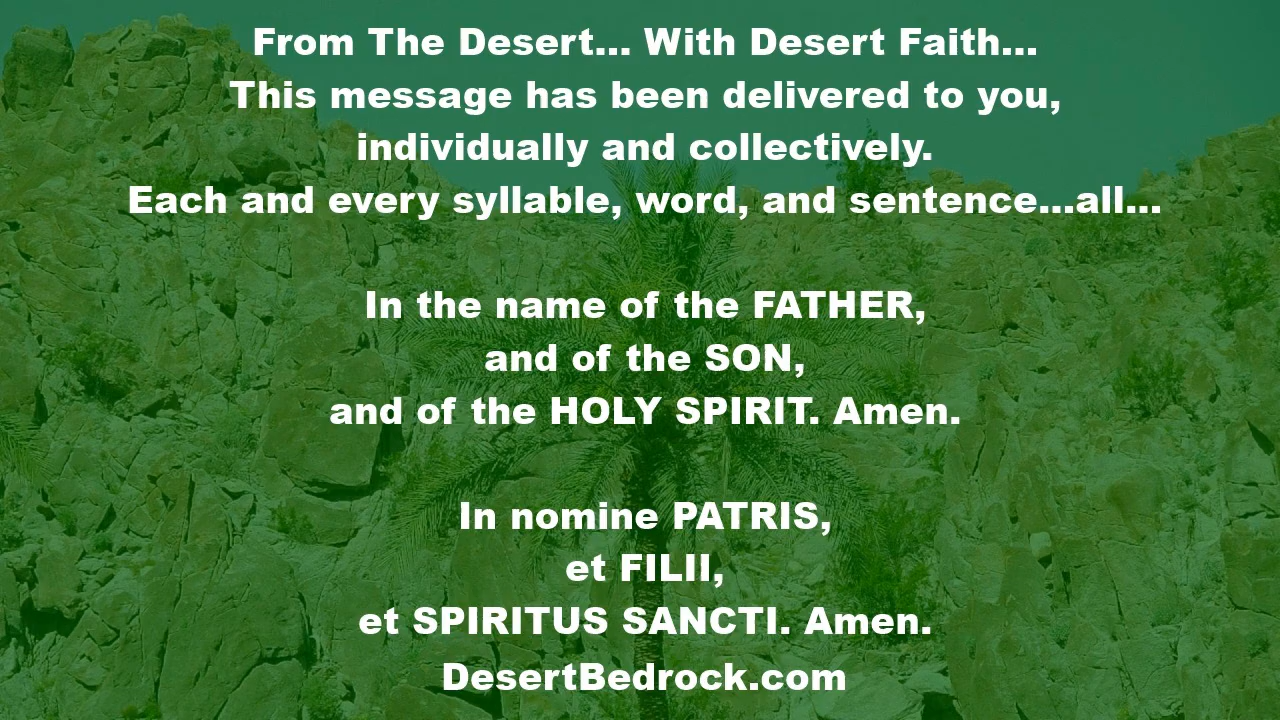 From The Desert... With Desert Faith...
This message has been delivered to you,
individually and collectively.
Each and every syllable, word, and sentence...all...
In the name of the FATHER,
and of the SON,
and of the HOLY SPIRIT. Amen.
In nomine PATRIS,
et FILII,
et SPIRITUS SANCTI. Amen.
DesertBedrock.com